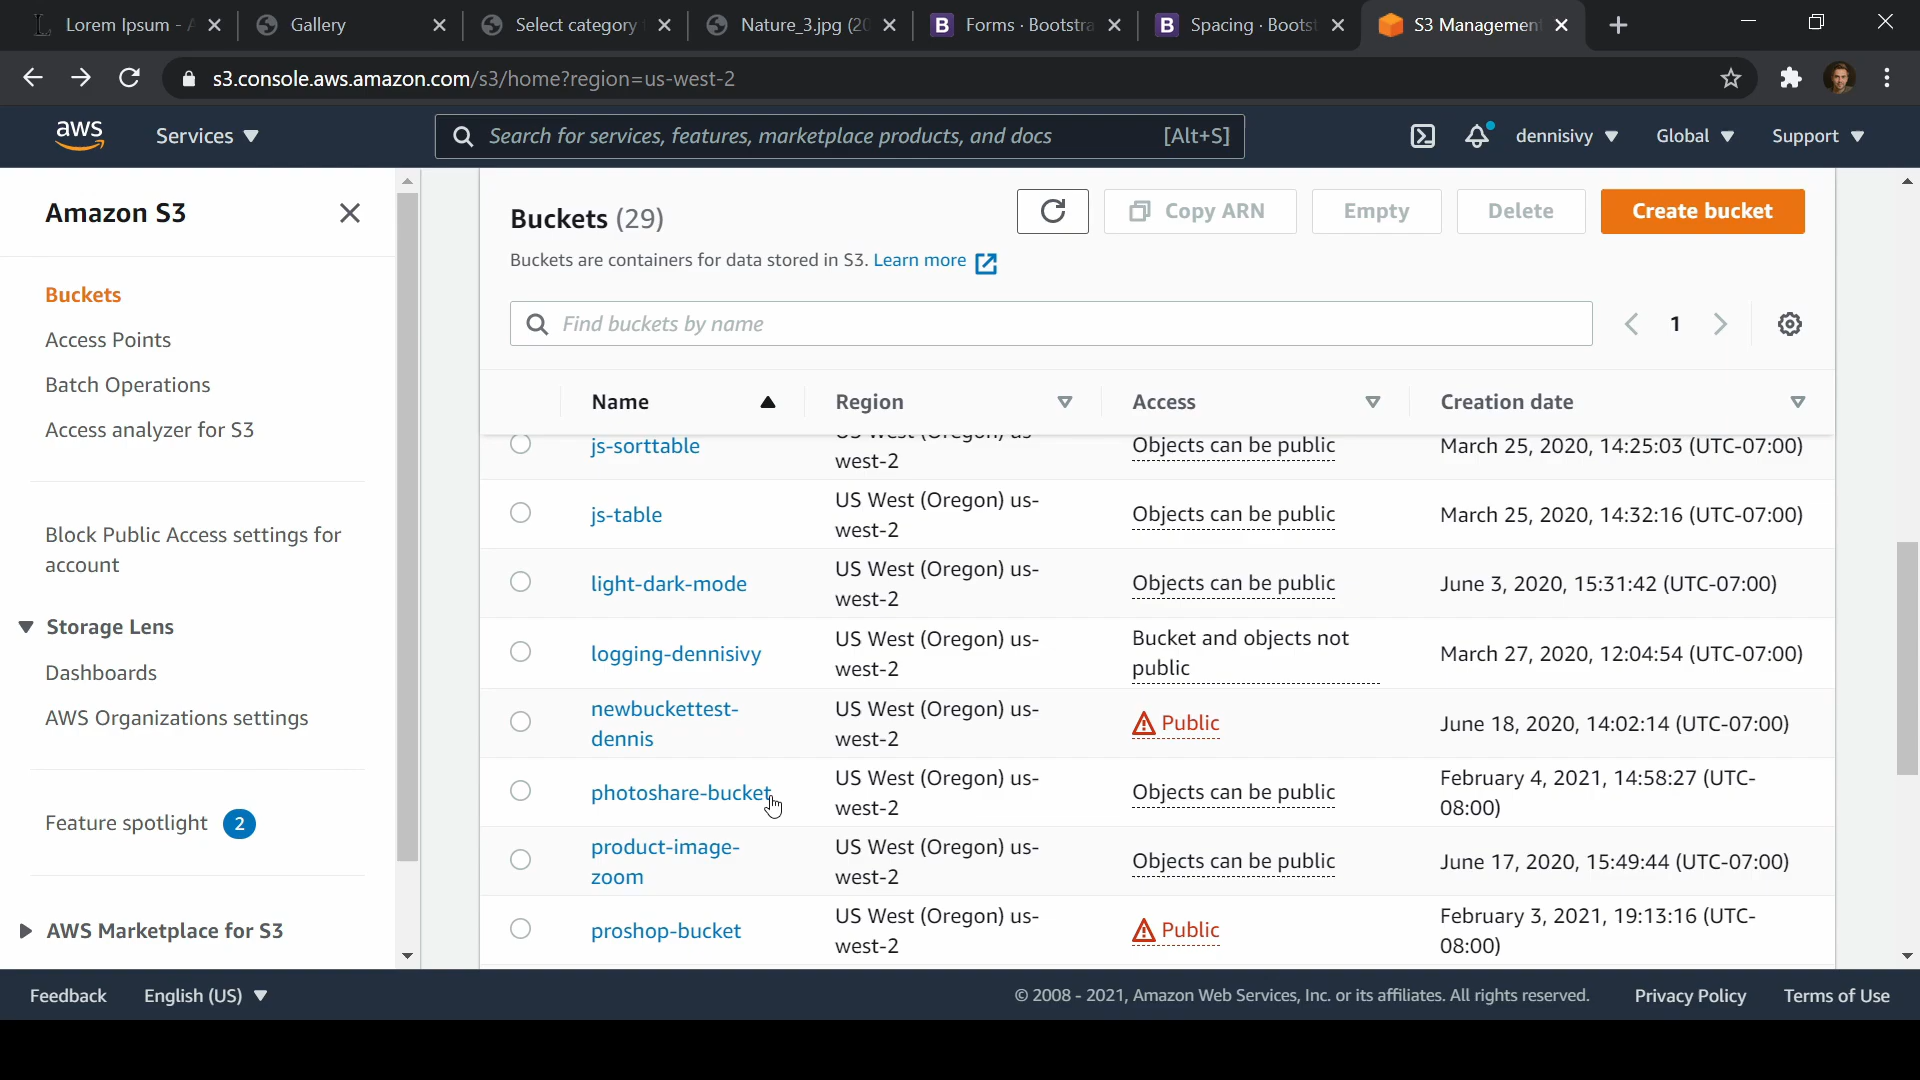 Lorem Ipsum - A
Gallery
Select category
Nature_3.jpg (20
B Forms · Bootstra
B Spacing · Boots
S3 Managemen
s3.console.aws.amazon.com/s3/home?region=us-west-2
aws
Services
Search for services, features, marketplace products, and docs [Alt+S]
dennisivy
Global
Support
Amazon S3
Buckets
Access Points
Batch Operations
Access analyzer for S3
Block Public Access settings for
account
Storage Lens
Dashboards
AWS Organizations settings
Feature spotlight 2
AWS Marketplace for S3
Buckets (29)
Copy ARN
Empty
Delete
Create bucket
Buckets are containers for data stored in S3. Learn more
Find buckets by name
1
Name Region Access Creation date
js-sorttable US West (Oregon) us- Objects can be public March 25, 2020, 14:25:03 (UTC-07:00)
west-2
US West (Oregon) us-
js-table Objects can be public March 25, 2020, 14:32:16 (UTC-07:00)
west-2
US West (Oregon) us-
light-dark-mode Objects can be public June 3, 2020, 15:31:42 (UTC-07:00)
west-2
US West (Oregon) us- Bucket and objects not
logging-dennisivy March 27, 2020, 12:04:54 (UTC-07:00)
west-2 public
newbuckettest- US West (Oregon) us-
Public June 18, 2020, 14:02:14 (UTC-07:00)
dennis west-2
US West (Oregon) us- February 4, 2021, 14:58:27 (UTC-
photoshare-bucket Objects can be public
west-2 08:00)
product-image- US West (Oregon) us-
Objects can be public June 17, 2020, 15:49:44 (UTC-07:00)
zoom west-2
US West (Oregon) us- February 3, 2021, 19:13:16 (UTC-
proshop-bucket Public
west-2 08:00)
Feedback English (US)
© 2008 - 2021, Amazon Web Services, Inc. or its affiliates. All rights reserved. Privacy Policy Terms of Use